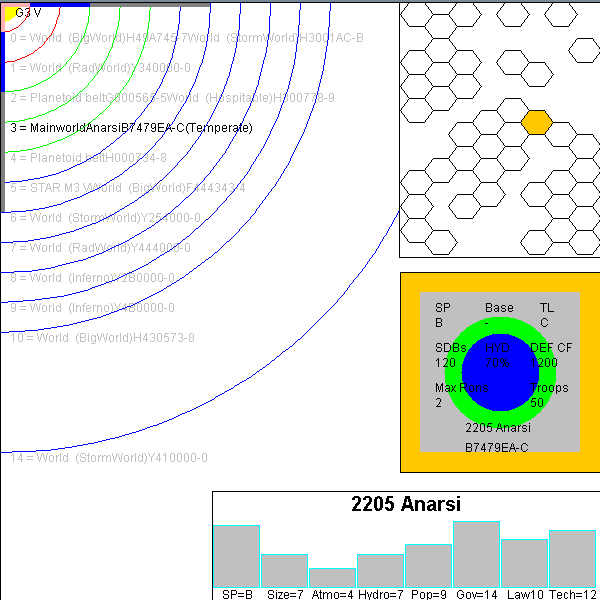 G3 V
0 = World (BigWorld)H49A745-7World (StormWorld)H3001AC-B
1 = World (RadWorld)Y340000-0
2 = Planetoid beltG000565-5World (Hospitable)H900778-9
3 = MainworldAnarsiB7479EA-C(Temperate)
4 = Planetoid beltH000734-8
5 = STAR M3 VWorld (BigWorld)F444343-4
6 = World (StormWorld)Y254000-0
7 = World (RadWorld)Y444000-0
8 = World (Inferno)Y2B0000-0
9 = World (Inferno)Y4B0000-0
10 = World (BigWorld)H430573-8
14 = World (StormWorld)Y410000-0
SP Base TL
B - C
SDBs HYD DEF CF
120 70% 1200
Max Troops
2 50
2205 Anarsi
B7479EA-C
2205 Anarsi
SP=B Size=7 Atmo=4 Hydro=7 Pop=9 Gov=14 Law10 Tech=12